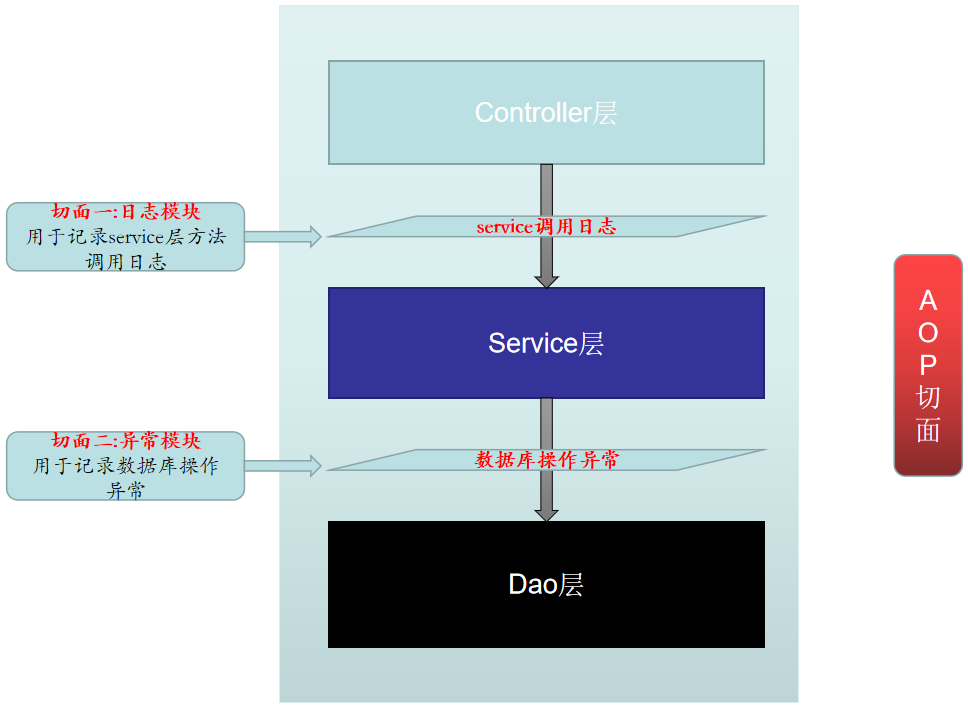 Controller层
切面一:日志模块
用于记录service层方法
调用日志
service调用日志
Service层
切面二:异常模块
用于记录数据库操作
异常
数据库操作异常
Dao层
A
O
P
切
面